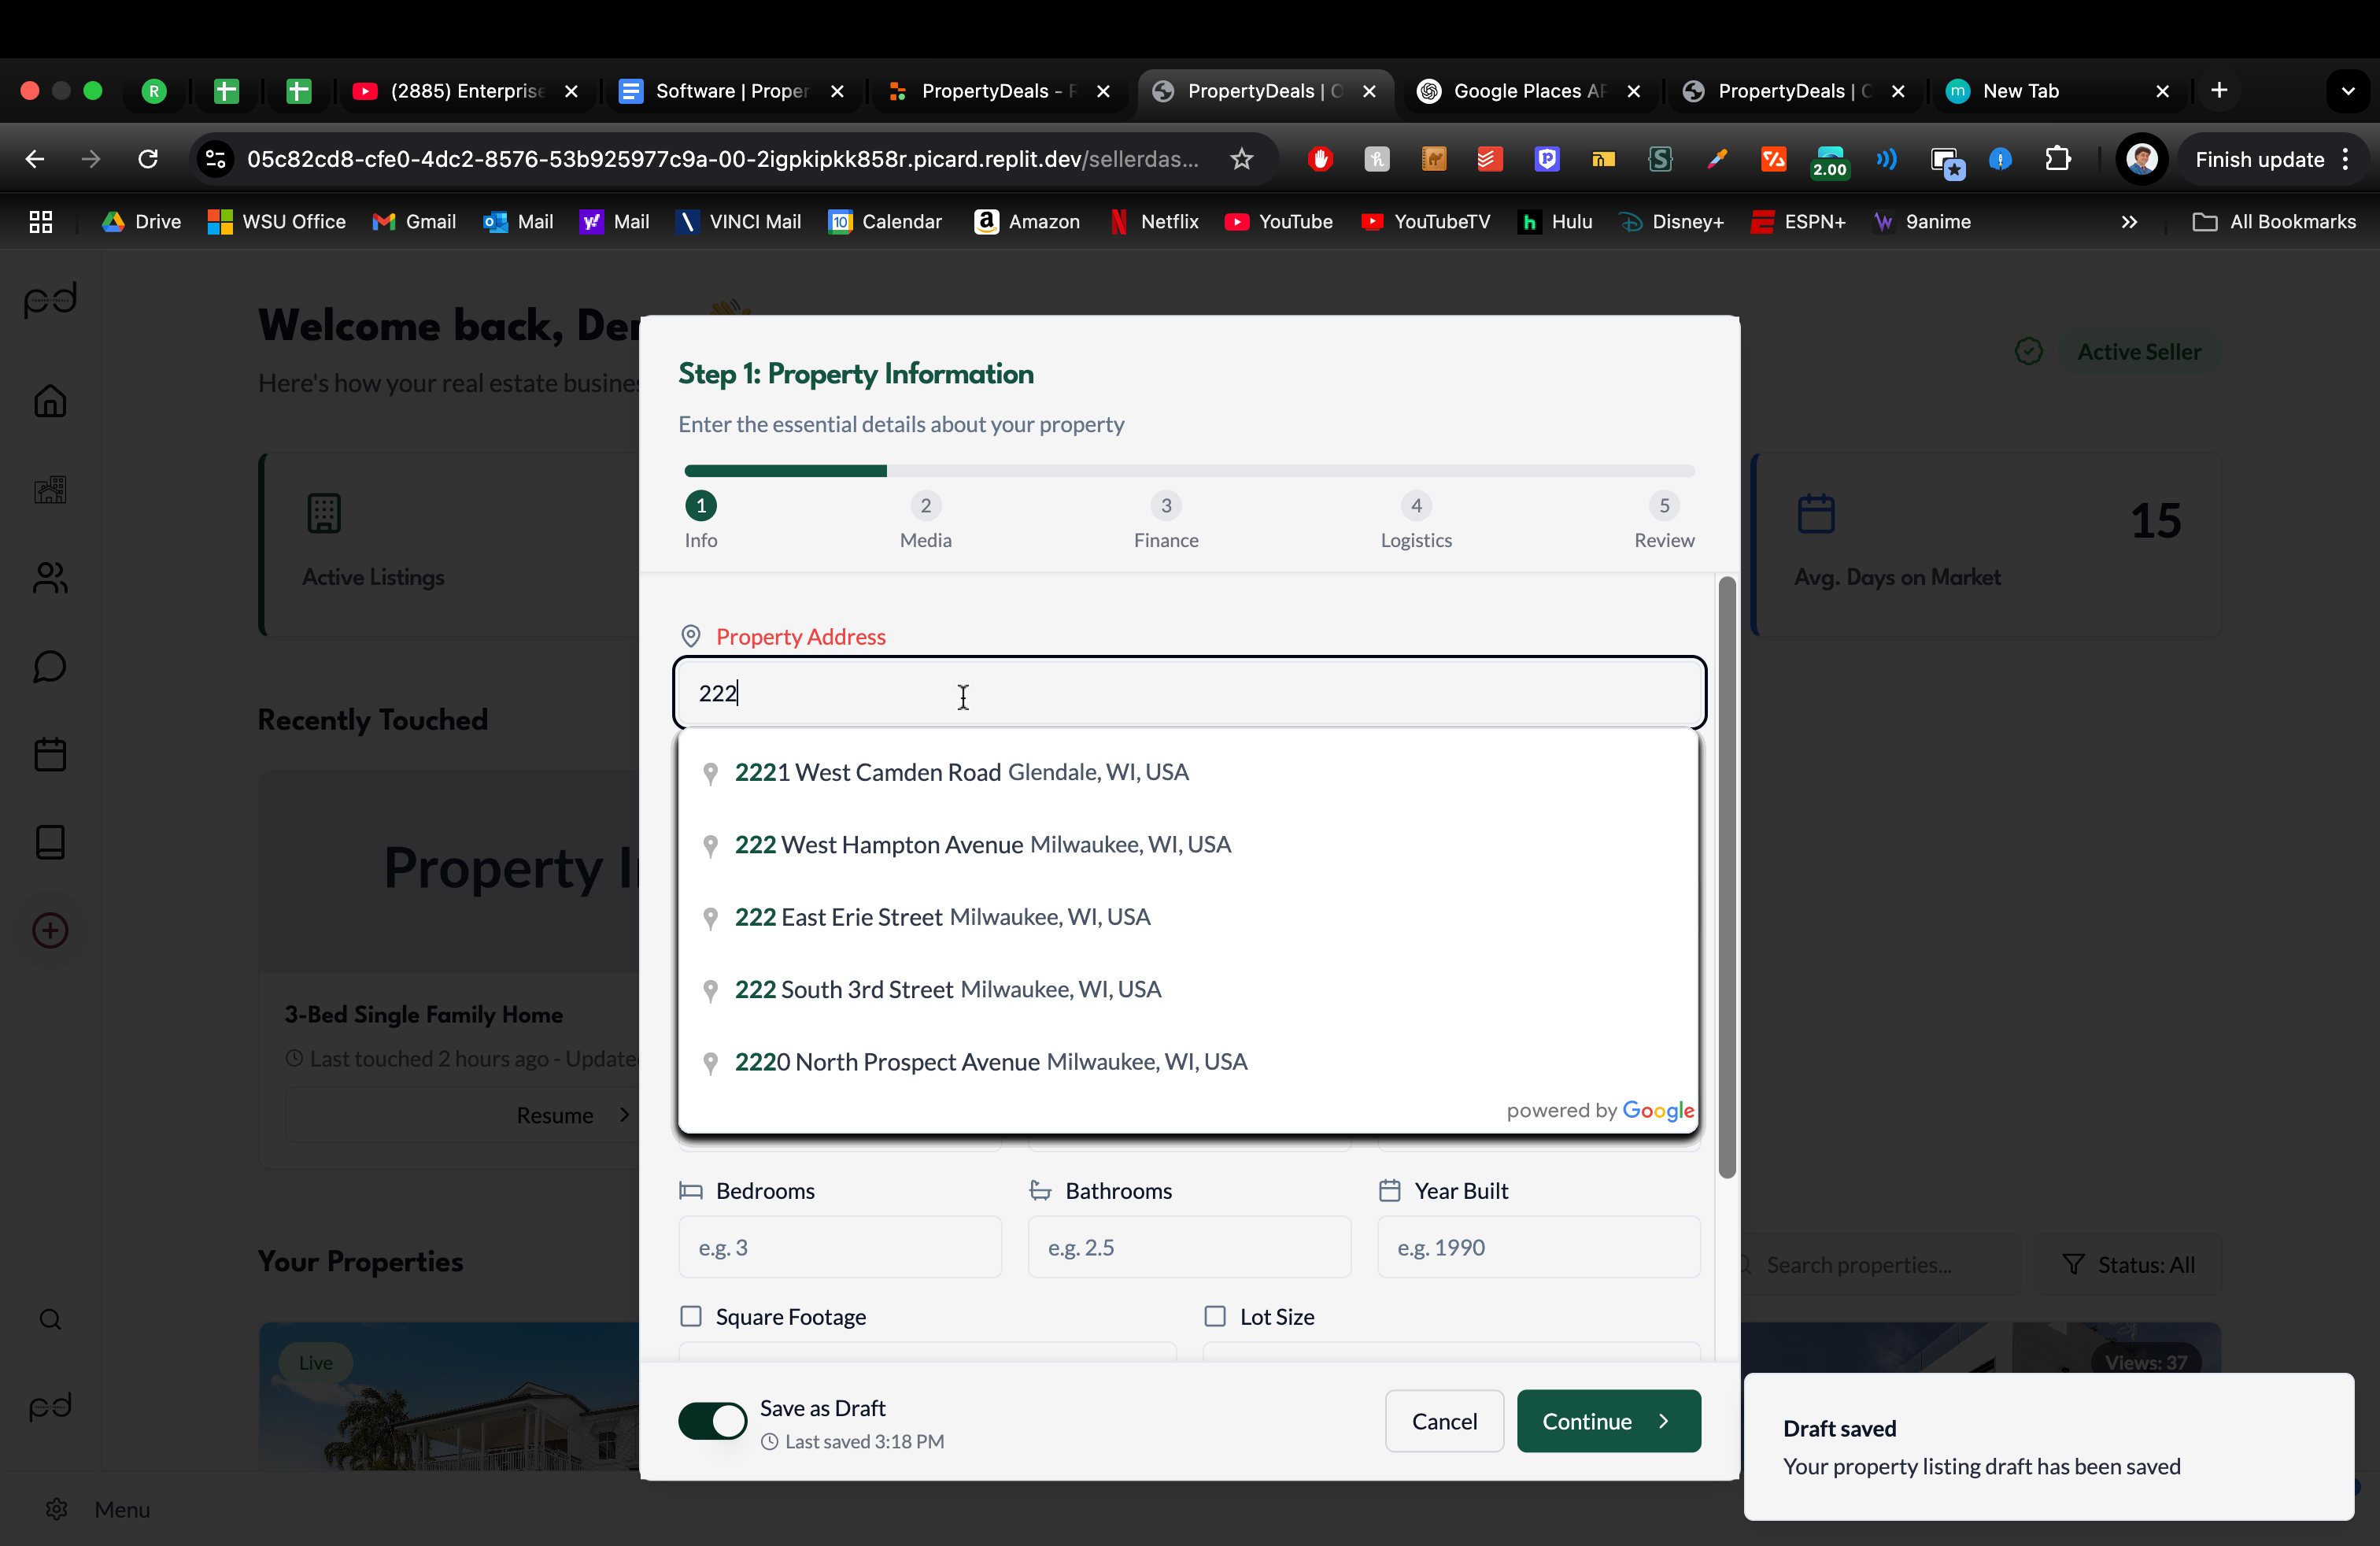 R
(2885) Enterprise
Software | Proper
PropertyDeals -
PropertyDeals |
Google Places AP
PropertyDeals |
m
New Tab
05c82cd8-cfe0-4dc2-8576-53b925977c9a-00-2igpkipkk858r.picard.replit.dev/sellerdas...
2.00
Finish update
Drive
WSU Office
Gmail
Mail
Mail
VINCI Mail
10
Calendar
Amazon
Netflix
YouTube
YouTubeTV
h
Hulu
Disney+
ESPN+
9anime
All Bookmarks
pd
Welcome back, Der
Here's how your real estate busine
Active Seller
Step 1: Property Information
Enter the essential details about your property
1 2 3 4 5
Info Media Finance Logistics Review
Active Listings
15
Avg. Days on Market
Property Address
222
Recently Touched
2221 West Camden Road Glendale, WI, USA
222 West Hampton Avenue Milwaukee, WI, USA
222 East Erie Street Milwaukee, WI, USA
222 South 3rd Street Milwaukee, WI, USA
2220 North Prospect Avenue Milwaukee, WI, USA
powered by Google
Property I
3-Bed Single Family Home
Last touched 2 hours ago - Update
Resume
Bedrooms Bathrooms Year Built
e.g. 3 e.g. 2.5 e.g. 1990
Square Footage Lot Size
Your Properties
Search properties...
Status: All
Live
Views: 37
pd
Save as Draft
Last saved 3:18 PM
Cancel
Continue
Draft saved
Your property listing draft has been saved
Menu